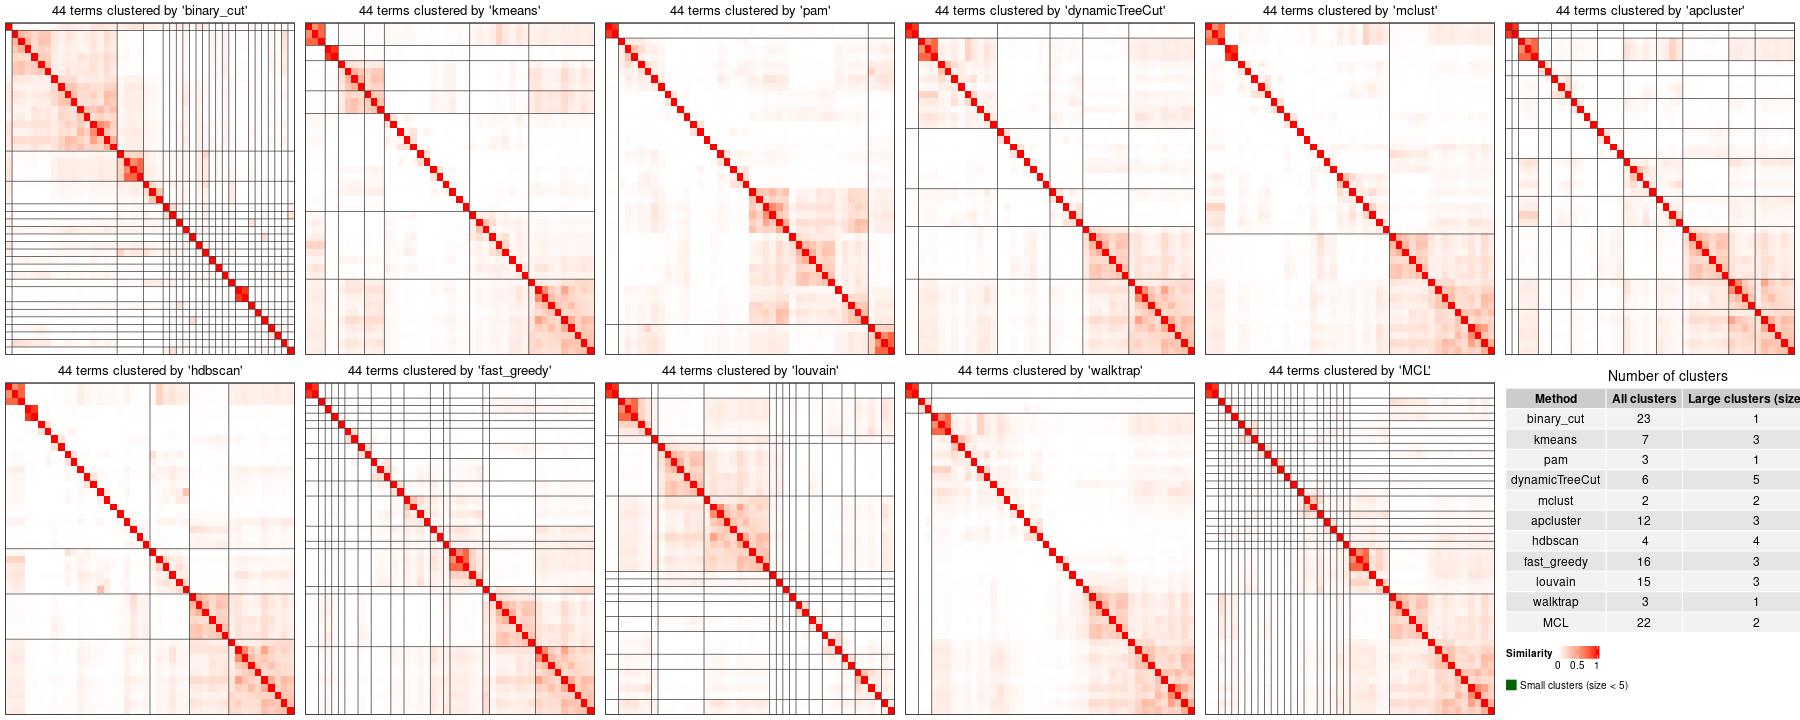 44 terms clustered by 'binary_cut'
44 terms clustered by 'kmeans'
44 terms clustered by 'pam'
44 terms clustered by 'dynamicTreeCut'
44 terms clustered by 'mclust'
44 terms clustered by 'apcluster'
44 terms clustered by 'hdbscan'
44 terms clustered by 'fast_greedy'
44 terms clustered by 'louvain'
44 terms clustered by 'walktrap'
44 terms clustered by 'MCL'
Number of clusters
Method All clusters Large clusters (size
binary_cut 23 1
kmeans 7 3
pam 3 1
dynamicTreeCut 6 5
mclust 2 2
apcluster 12 3
hdbscan 4 4
fast_greedy 16 3
louvain 15 3
walktrap 3 1
MCL 22 2
Similarity
0 0.5 1
Small clusters (size < 5)